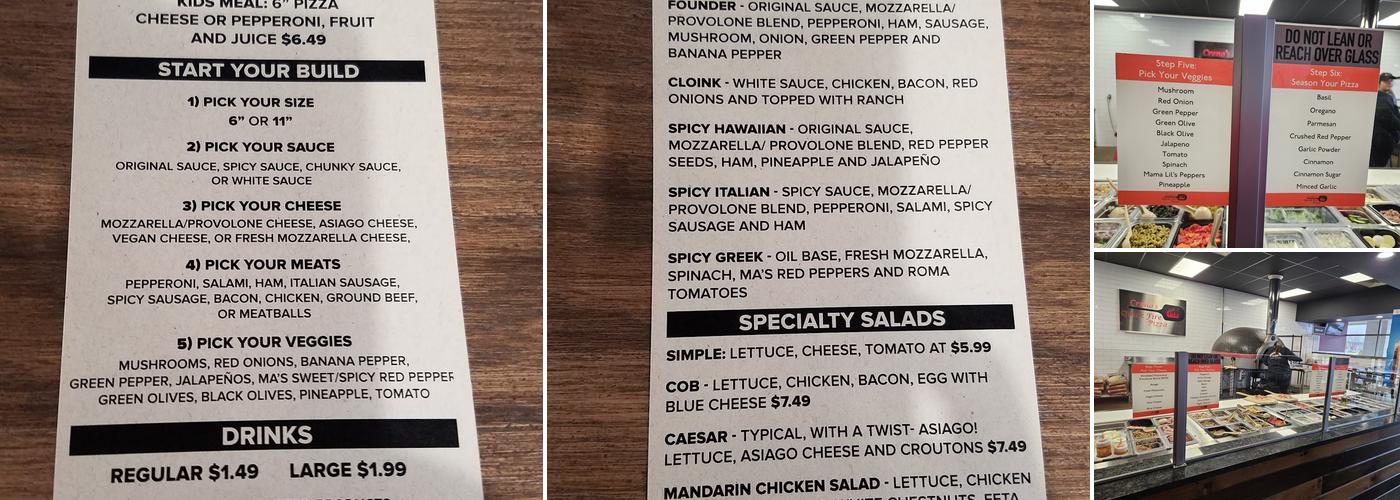 KIDS MEAL: 6" PIZZA
CHEESE OR PEPPERONI, FRUIT
AND JUICE $6.49
START YOUR BUILD
1) PICK YOUR SIZE
6" OR 11"
2) PICK YOUR SAUCE
ORIGINAL SAUCE, SPICY SAUCE, CHUNKY SAUCE,
OR WHITE SAUCE
3) PICK YOUR CHEESE
MOZZARELLA/PROVOLONE CHEESE, ASIAGO CHEESE,
VEGAN CHEESE, OR FRESH MOZZARELLA CHEESE,
4) PICK YOUR MEATS
PEPPERONI, SALAMI, HAM, ITALIAN SAUSAGE,
SPICY SAUSAGE, BACON, CHICKEN, GROUND BEEF,
OR MEATBALLS
5) PICK YOUR VEGGIES
MUSHROOMS, RED ONIONS, BANANA PEPPER,
GREEN PEPPER, JALAPEÑOS, MA'S SWEET/SPICY RED PEPPER
GREEN OLIVES, BLACK OLIVES, PINEAPPLE, TOMATO
DRINKS
REGULAR $1.49 LARGE $1.99
FOUNDER - ORIGINAL SAUCE, MOZZARELLA/
PROVOLONE BLEND, PEPPERONI, HAM, SAUSAGE,
MUSHROOM, ONION, GREEN PEPPER AND
BANANA PEPPER
CLOINK - WHITE SAUCE, CHICKEN, BACON, RED
ONIONS AND TOPPED WITH RANCH
SPICY HAWAIIAN - ORIGINAL SAUCE,
MOZZARELLA/ PROVOLONE BLEND, RED PEPPER
SEEDS, HAM, PINEAPPLE AND JALAPEÑO
SPICY ITALIAN - SPICY SAUCE, MOZZARELLA/
PROVOLONE BLEND, PEPPERONI, SALAMI, SPICY
SAUSAGE AND HAM
SPICY GREEK - OIL BASE, FRESH MOZZARELLA,
SPINACH, MA'S RED PEPPERS AND ROMA
TOMATOES
SPECIALTY SALADS
SIMPLE: LETTUCE, CHEESE, TOMATO AT $5.99
COB - LETTUCE, CHICKEN, BACON, EGG WITH
BLUE CHEESE $7.49
CAESAR - TYPICAL, WITH A TWIST- ASIAGO!
LETTUCE, ASIAGO CHEESE AND CROUTONS $7.49
MANDARIN CHICKEN SALAD - LETTUCE, CHICKEN
DO NOT LEAN OR
REACH OVER GLASS
Step Five:
Pick Your Veggies
Mushroom
Red Onion
Green Pepper
Green Olive
Black Olive
Jalapeno
Tomato
Spinach
Mama Lil's Peppers
Pineapple
Step Six:
Season Your Pizza
Basil
Oregano
Parmesan
Crushed Red Pepper
Garlic Powder
Cinnamon
Cinnamon Sugar
Minced Garlic
Quick Fire
Pizza